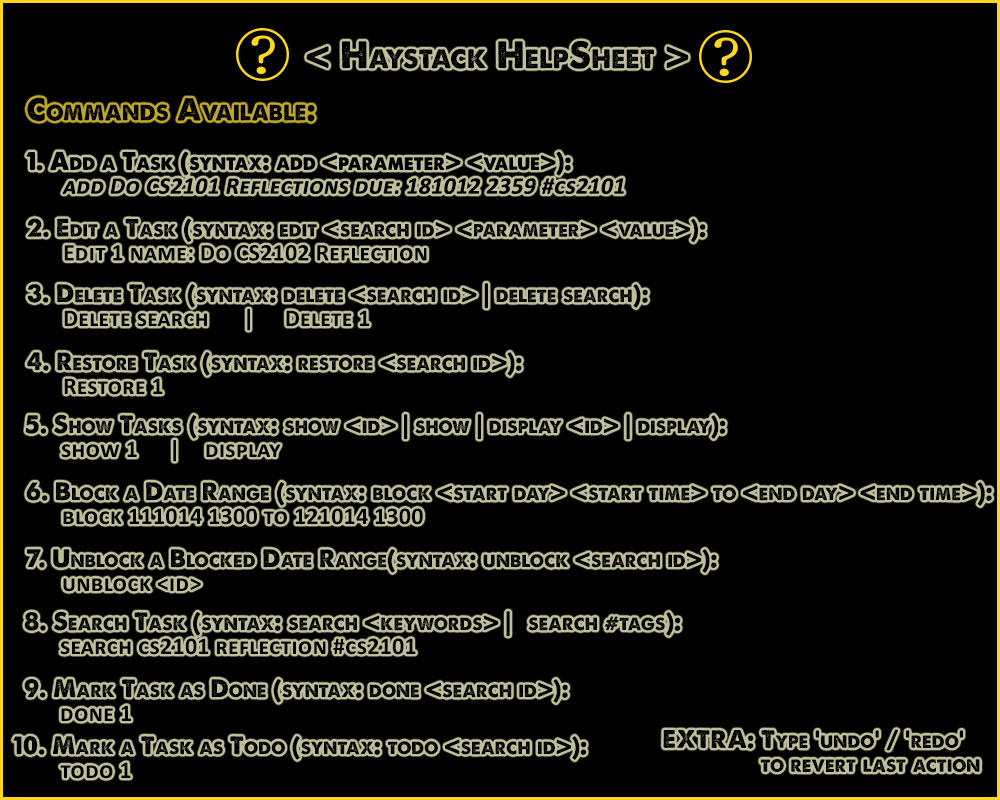 ? < Haystack HelpSheet > ?
Commands Available:
1. Add a Task (syntax: add <parameter> <value>):
add Do CS2101 Reflections due: 181012 2359 #cs2101
2. Edit a Task (syntax: edit <search id> <parameter> <value>):
Edit 1 name: Do CS2102 Reflection
3. Delete Task (syntax: delete <search id> | delete search):
Delete search | Delete 1
4. Restore Task (syntax: restore <search id>):
Restore 1
5. Show Tasks (syntax: show <id> | show | display <id> | display):
show 1 | display
6. Block a Date Range (syntax: block <start day> <start time> to <end day> <end time>):
block 111014 1300 to 121014 1300
7. Unblock a Blocked Date Range(syntax: unblock <search id>):
unblock <id>
8. Search Task (syntax: search <keywords> | search #tags):
search cs2101 reflection #cs2101
9. Mark Task as Done (syntax: done <search id>):
done 1
10. Mark a Task as Todo (syntax: todo <search id>):
todo 1
EXTRA: Type 'undo' / 'redo'
to revert last action